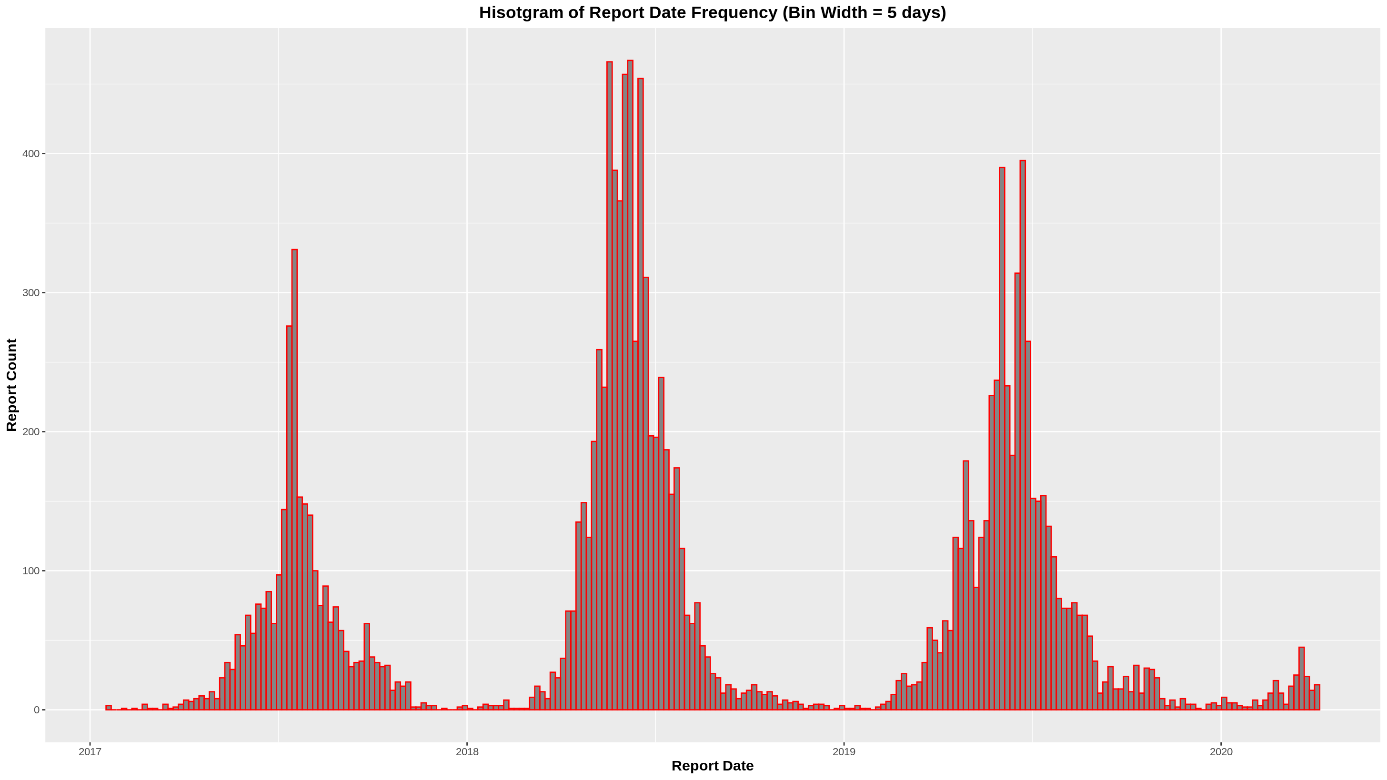 Hisotgram of Report Date Frequency (Bin Width = 5 days)
Report Count
400
300
200
100
0
2017 2018 2019 2020
Report Date